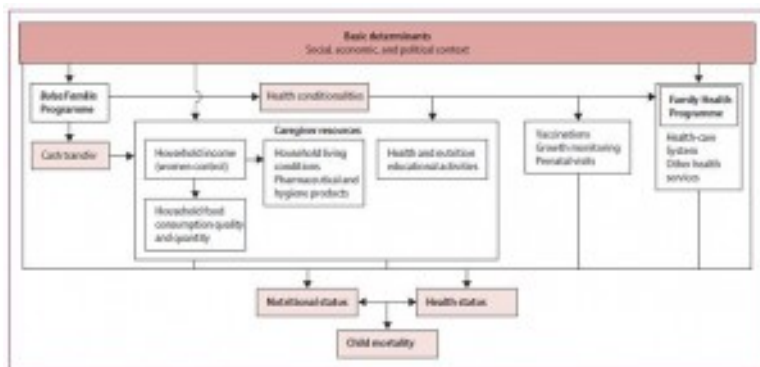 Basic determinants
Social, economic, and political context
Bolsa Família
Programme
Health conditionalities
Family Health
Programme
Health-care
System
Other health
services
Cash transfer
Caregiver resources
Household income
(women control)
Household living
conditions
Pharmaceutical and
hygiene products
Health and nutrition
educational activities
Vaccinations
Growth monitoring
Prenatal visits
Household food
consumption quality
and quantity
Nutritional status
Health status
Child mortality